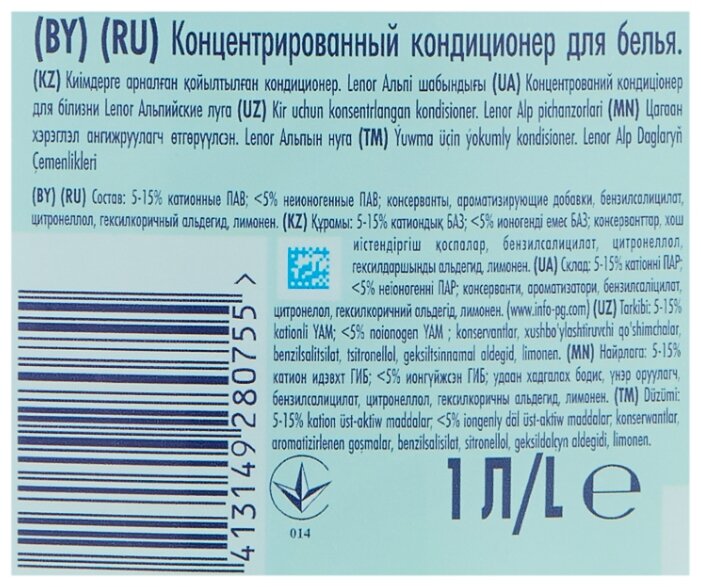 (BY) (RU) Концентрированный кондиционер для белья.
(KZ) Киімдерге арналған қойылтылған кондиционер. Lenor Альпі шабындығы (UA) Концентрований кондиціонер
для білизни Lenor Альпийские луга (UZ) Kir uchun konsentrlangan kondisioner. Lenor Alp pichanzorlari (MN) Цагаан
хэрэглэл ангижруулагч өтгөрүүлсэн. Lenor Альпын нуга (TM) Ýuwma üçin ýokumly kondisioner. Lenor Alp Daglaryň
Çemenlikleri
(BY) (RU) Состав: 5-15% катионные ПАВ; <5% неионогенные ПАВ; консерванты, ароматизирующие добавки, бензилсалицилат,
цитронеллол, гексилкоричный альдегид, лимонен. (KZ) Құрамы: 5-15% катиондық БАЗ; <5% ионогенді емес БАЗ; консерванттар, хош
иістендіргіш қоспалар, бензилсалицилат, цитронеллол,
гексилдаршынды альдегид, лимонен. (UA) Склад: 5-15% катіонні ПАР;
<5% неіоногенні ПАР; консерванти, ароматизатори, бензилсаліцилат,
цитронелол, гексилкоричний альдегід, лимонен. (www.info-pg.com) (UZ) Tarkibi: 5-15%
kationli YAM; <5% noionogen YAM ; konservantlar, xushbo'ylashtiruvchi qo'shimchalar,
benzilsalitsilat, tsitronellol, geksiltsinnamal aldegid, limonen. (MN) Найрлага: 5-15%
катион идэвхт ГИБ; <5% ионгүйжсэн ГИБ; удаан хадгалах бодис, үнэр оруулагч,
бензилсалицилат, цитронеллол, гексилкоричны альдегид, лимонен. (TM) Düzümi:
5-15% kation üst-aktiw maddalar; <5% iongenly däl üst-aktiw maddalar; konserwantlar,
aromatizirlenen goşmalar, benzilsalisilat, sitronellol, geksildalçyn aldegidi, limonen.
4 131492 80755 >
014
1 Л/L ℮